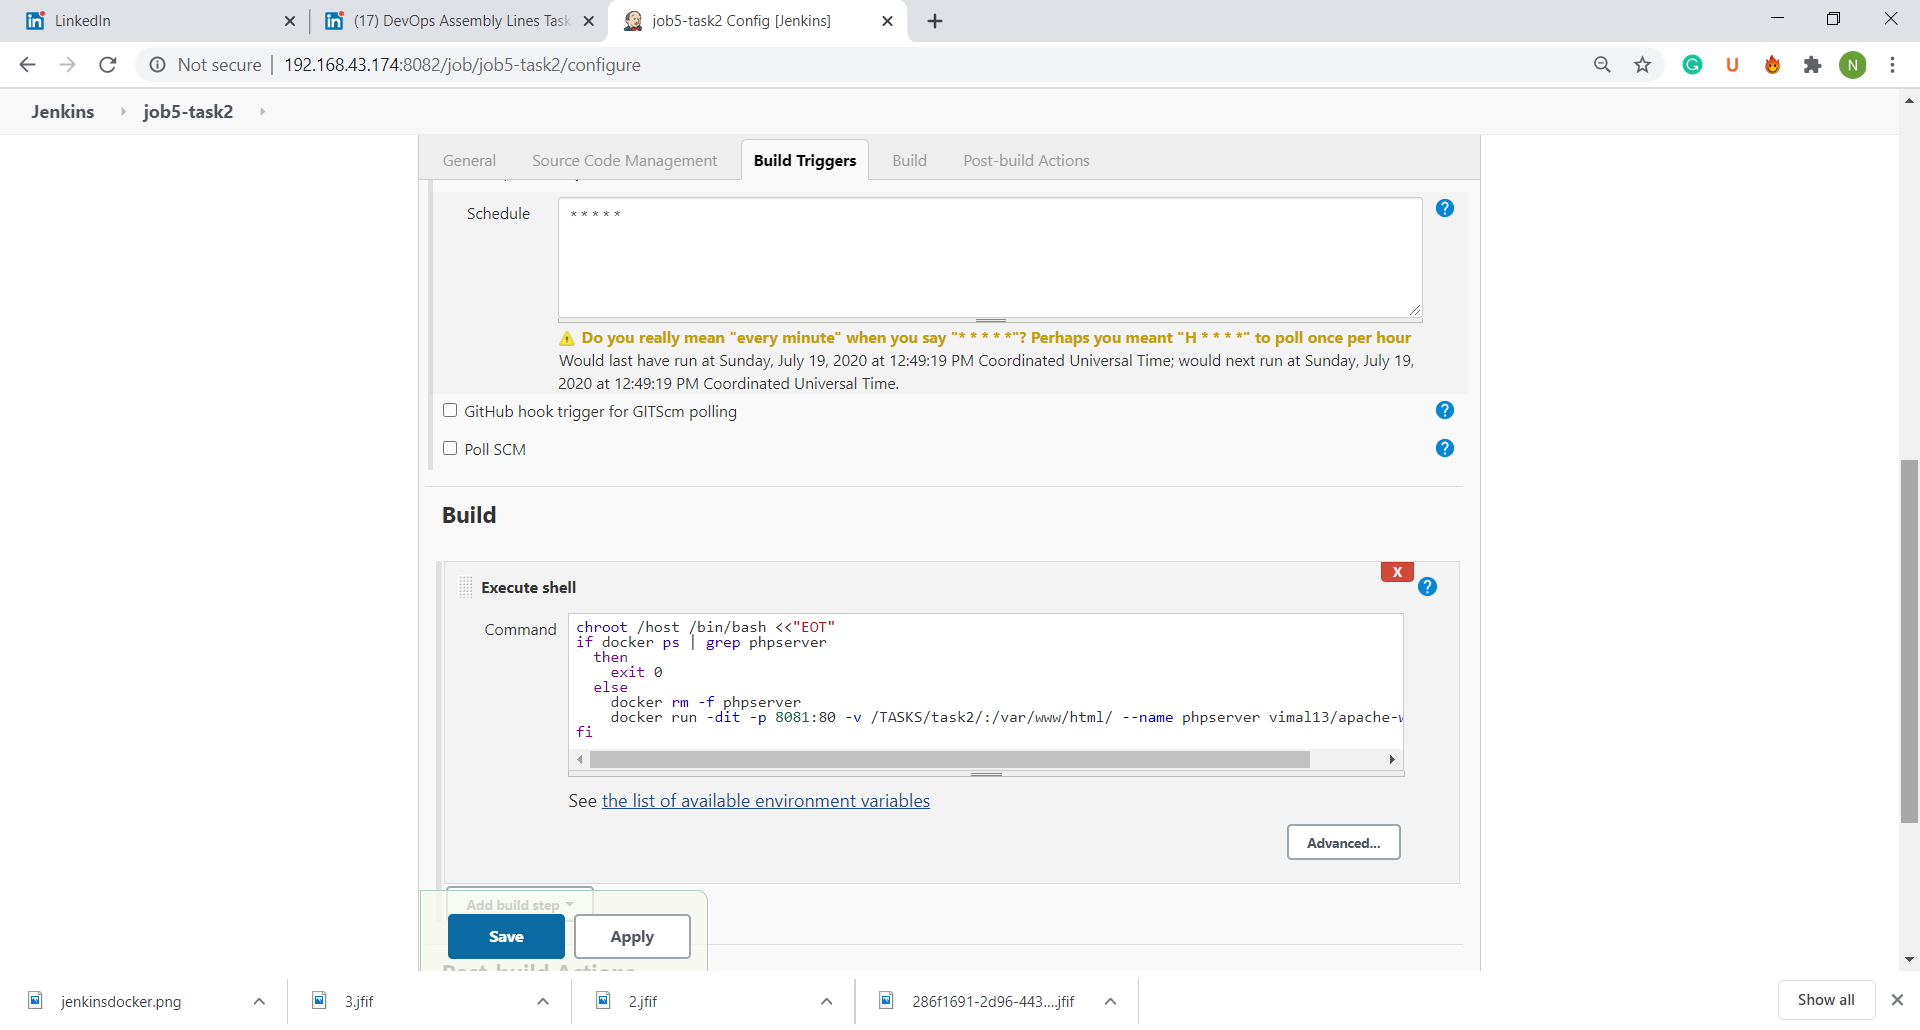 LinkedIn
(17) DevOps Assembly Lines Task
job5-task2 Config [Jenkins]
Not secure | 192.168.43.174:8082/job/job5-task2/configure
N
Jenkins
job5-task2
General
Source Code Management
Build Triggers
Build
Post-build Actions
Schedule
* * * * *
Do you really mean "every minute" when you say "* * * * *"? Perhaps you meant "H * * * *" to poll once per hour
Would last have run at Sunday, July 19, 2020 at 12:49:19 PM Coordinated Universal Time; would next run at Sunday, July 19,
2020 at 12:49:19 PM Coordinated Universal Time.
GitHub hook trigger for GITScm polling
Poll SCM
Build
X
Execute shell
Command
chroot /host /bin/bash <<"EOT"
if docker ps | grep phpserver
then
exit 0
else
docker rm -f phpserver
docker run -dit -p 8081:80 -v /TASKS/task2/:/var/www/html/ --name phpserver vimal13/apache-w
fi
See the list of available environment variables
Advanced...
Add build step
Save
Apply
Post-build Actions
jenkinsdocker.png
3.jfif
2.jfif
286f1691-2d96-443....jfif
Show all